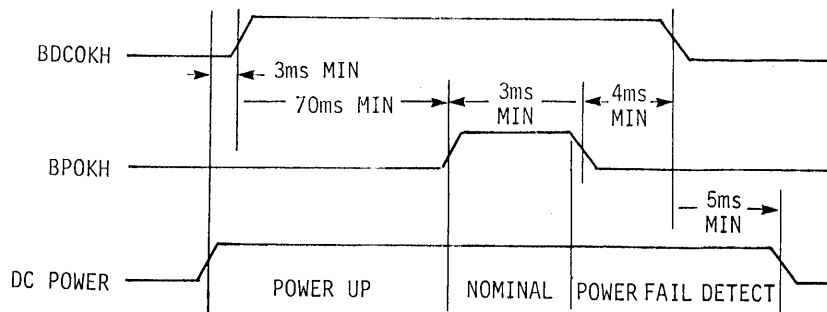 BDCOKH
3ms MIN
70ms MIN
3ms
MIN
4ms
MIN
BPOKH
5ms
MIN
DC POWER
POWER UP
NOMINAL
POWER FAIL DETECT